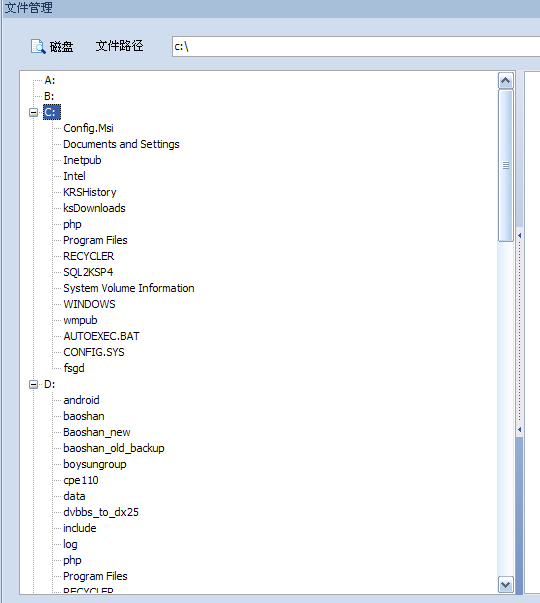 文件管理
磁盘 文件路径 c:\
A:
B:
C:
Config.Msi
Documents and Settings
Inetpub
Intel
KRSHistory
ksDownloads
php
Program Files
RECYCLER
SQL2KSP4
System Volume Information
WINDOWS
wmpub
AUTOEXEC.BAT
CONFIG.SYS
fsgd
D:
android
baoshan
Baoshan_new
baoshan_old_backup
boysungroup
cpe110
data
dvbbs_to_dx25
include
log
php
Program Files
RECYCLER